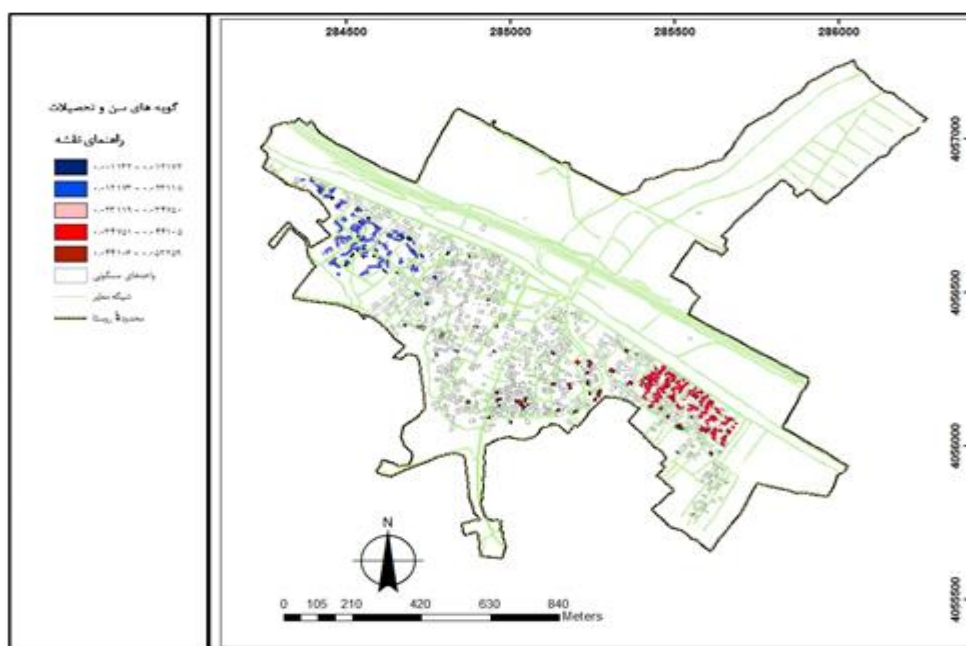 گویه های سن و تحصیلات
راهنمای نقشه
واحدهای مسکونی
شبکه معابر
محدودهٔ روستا
284500 285000 285500 286000
4057000
4056500
4056000
4055500
N
0 105 210 420 630 840
Meters